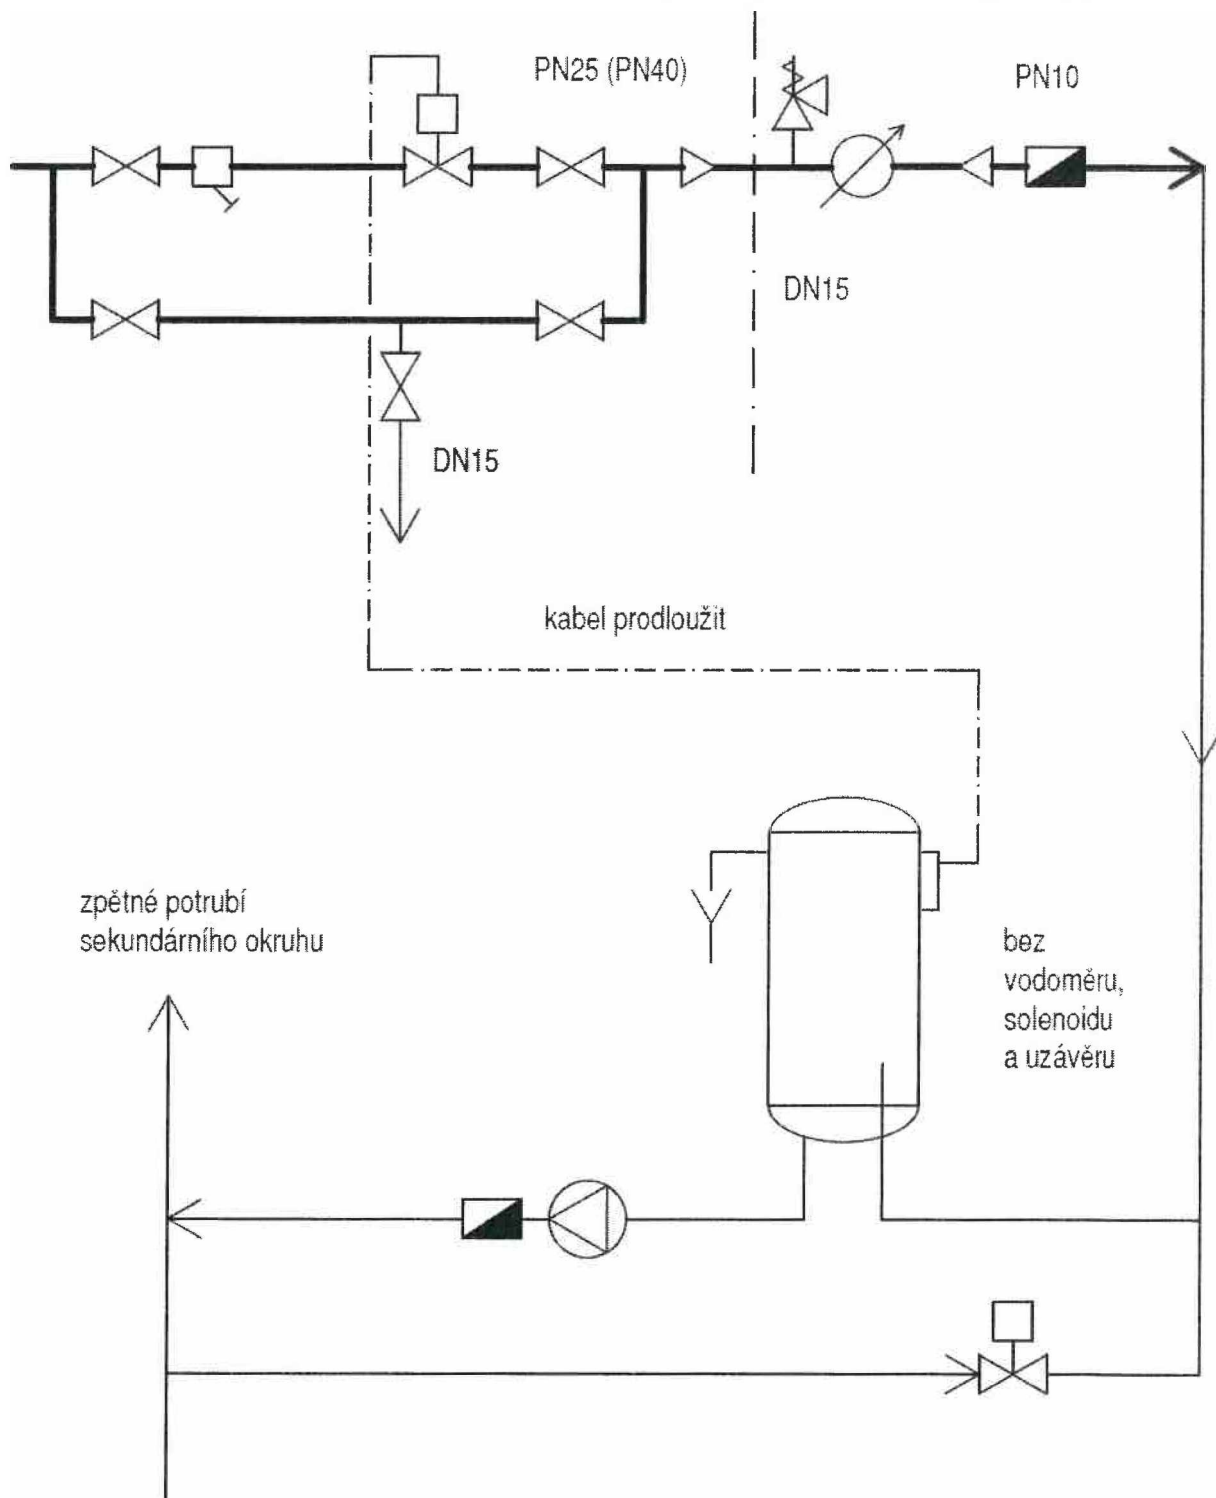 PN25 (PN40)
PN10
DN15
DN15
kabel prodloužit
zpětné potrubí
sekundárního okruhu
bez
vodoměru,
solenoidu
a uzávěru